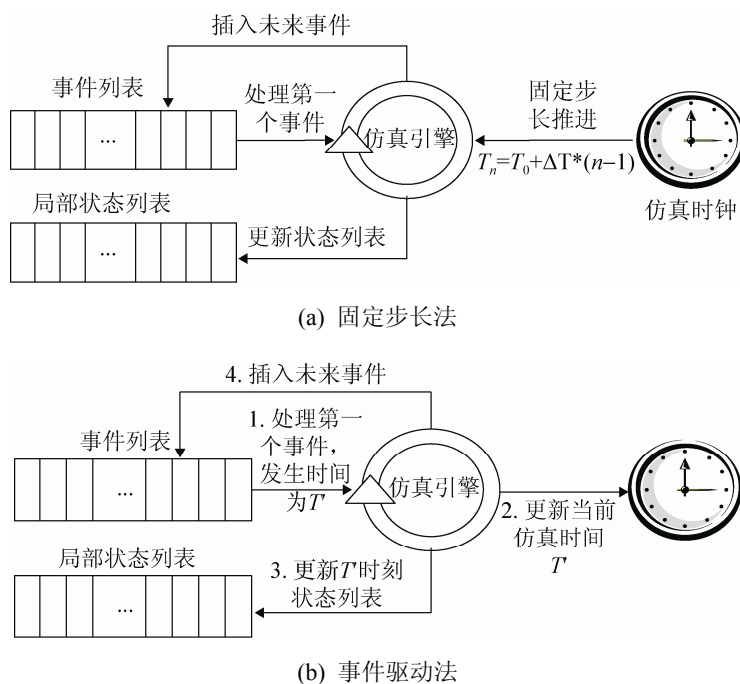 插入未来事件
事件列表
处理第一
个事件
...
仿真引擎
固定步
长推进
Tn=T0+ΔT*(n−1)
仿真时钟
局部状态列表
...
更新状态列表
(a) 固定步长法
4. 插入未来事件
事件列表
1. 处理第一
个事件，
发生时间
为T'
...
仿真引擎
2. 更新当前
仿真时间
T'
局部状态列表
...
3. 更新T'时刻
状态列表
(b) 事件驱动法